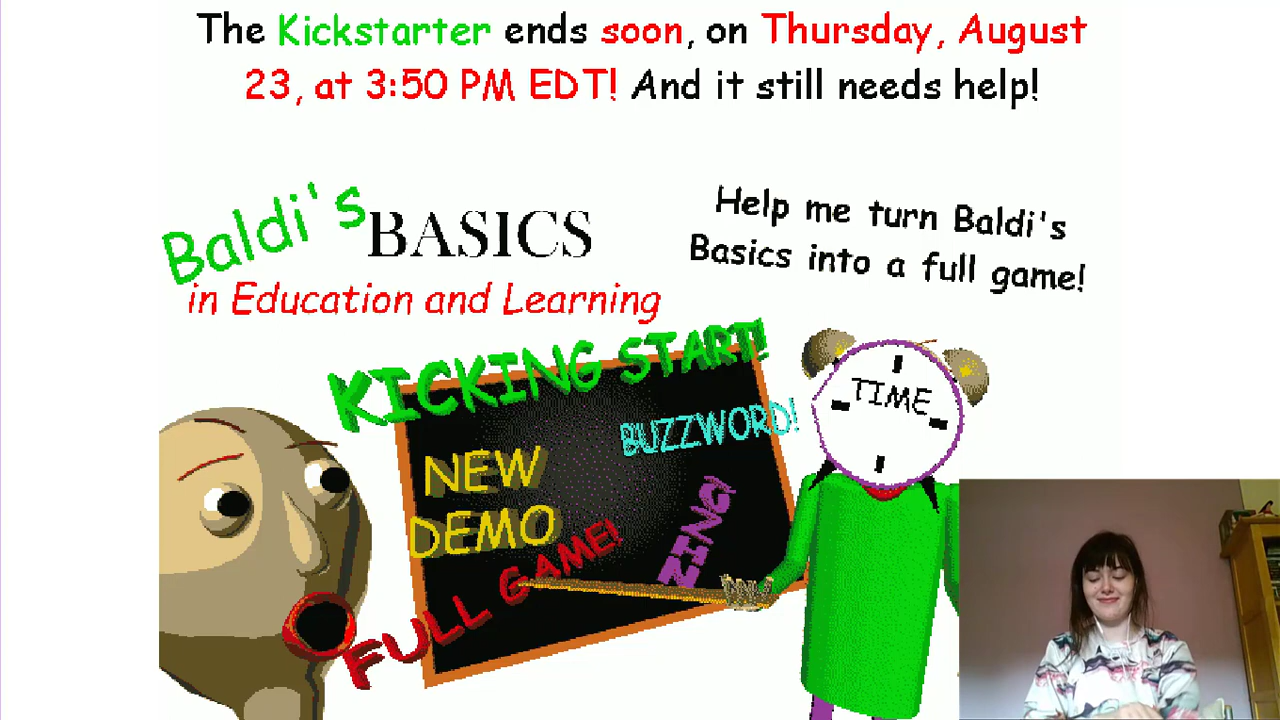 The Kickstarter ends soon, on Thursday, August
23, at 3:50 PM EDT! And it still needs help!
Baldi's BASICS
in Education and Learning
Help me turn Baldi's
Basics into a full game!
KICKING START!
BUZZWORD!
NEW
DEMO
ZING!
FULL GAME!
TIME